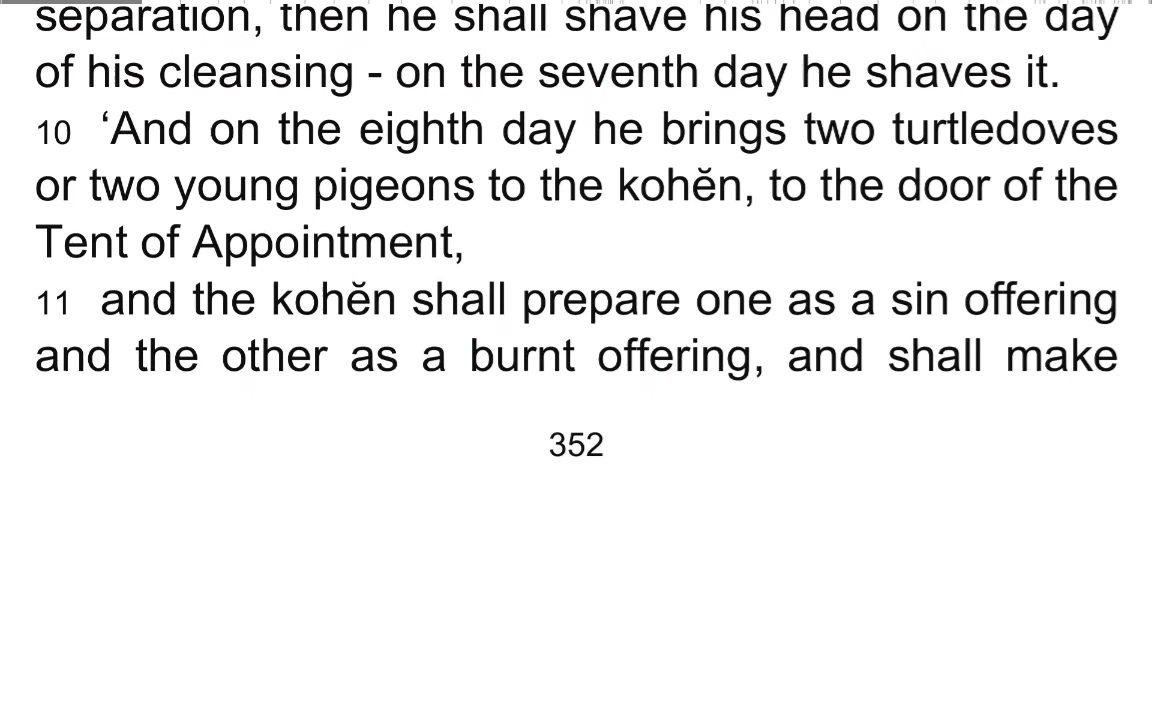 separation, then he shall shave his head on the day
of his cleansing - on the seventh day he shaves it.
10 ‘And on the eighth day he brings two turtledoves
or two young pigeons to the kohĕn, to the door of the
Tent of Appointment,
11 and the kohĕn shall prepare one as a sin offering
and the other as a burnt offering, and shall make
352